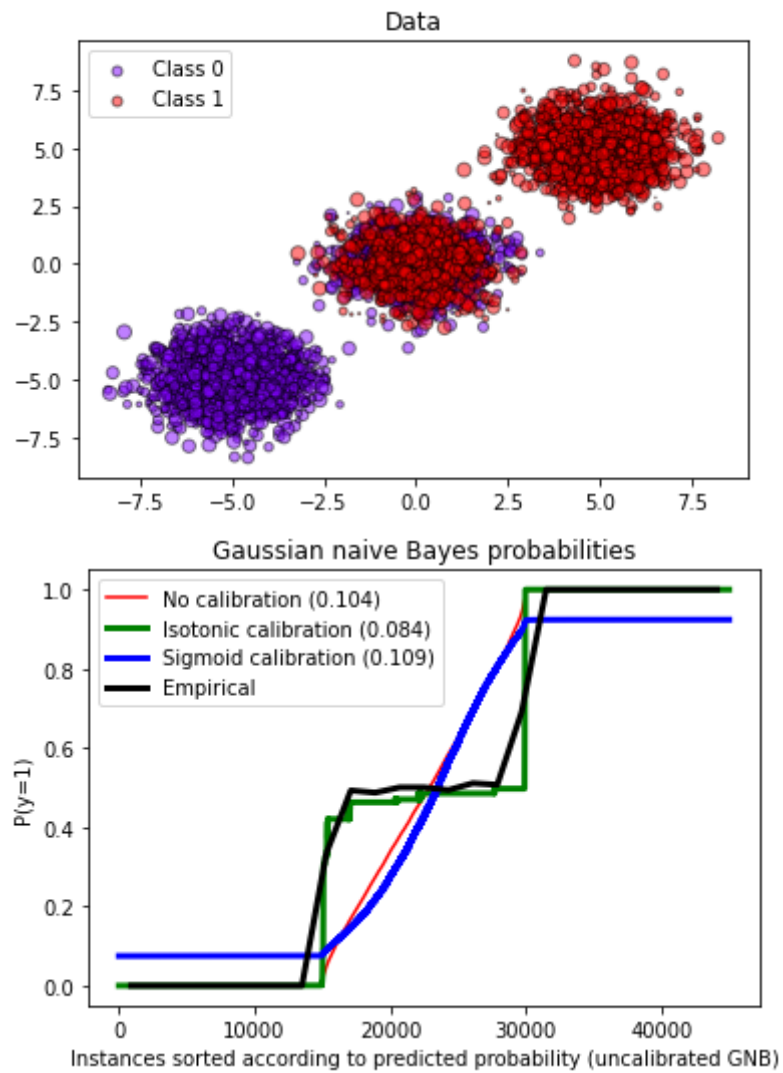 Data
Class 0
Class 1
7.5
5.0
2.5
0.0
−2.5
−5.0
−7.5
−7.5 −5.0 −2.5 0.0 2.5 5.0 7.5
Gaussian naive Bayes probabilities
No calibration (0.104)
Isotonic calibration (0.084)
Sigmoid calibration (0.109)
Empirical
P(y=1)
1.0
0.8
0.6
0.4
0.2
0.0
0 10000 20000 30000 40000
Instances sorted according to predicted probability (uncalibrated GNB)